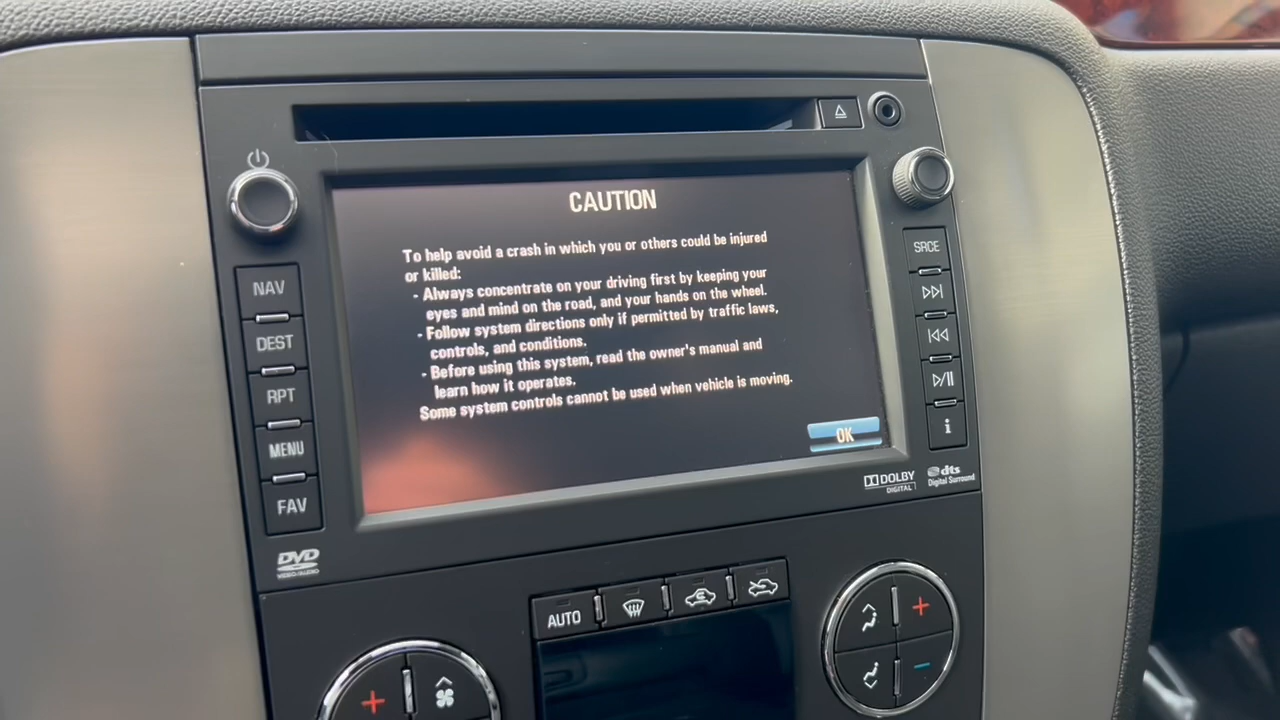 CAUTION
To help avoid a crash in which you or others could be injured
or killed:
- Always concentrate on your driving first by keeping your
eyes and mind on the road, and your hands on the wheel.
- Follow system directions only if permitted by traffic laws,
controls, and conditions.
- Before using this system, read the owner's manual and
learn how it operates.
Some system controls cannot be used when vehicle is moving.
OK
NAV
DEST
RPT
MENU
FAV
SRCE
i
DVD
VIDEO/AUDIO
DOLBY
DIGITAL
dts
Digital Surround
AUTO